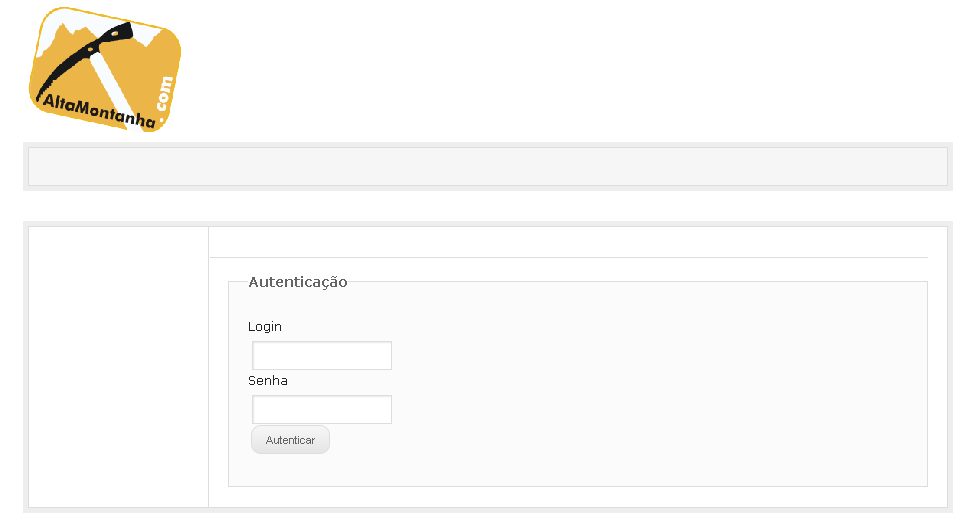 AltaMontanha
.com
Autenticação
Login
Senha
Autenticar